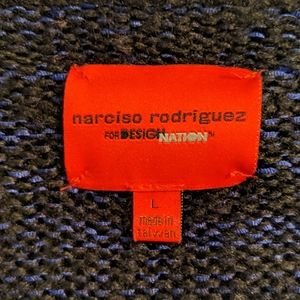 narciso rodriguez
FOR DESIGN NATION™
L
made in
taiwan